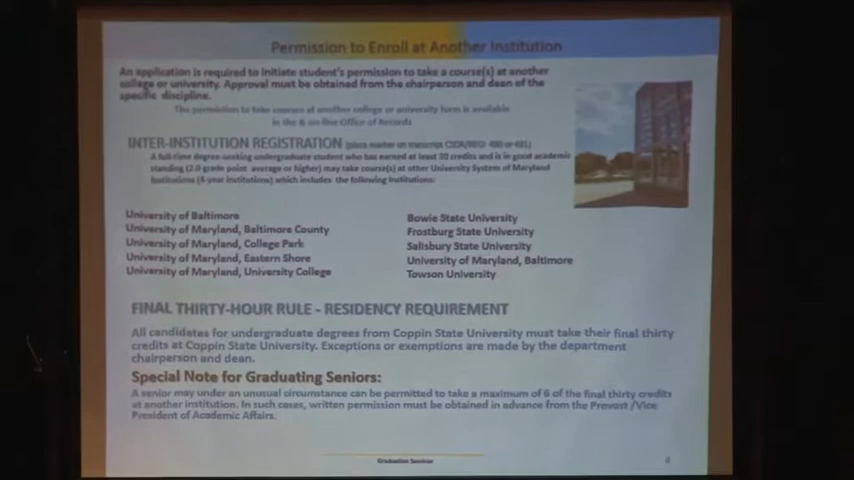 Permission to Enroll at Another Institution
An application is required to initiate student's permission to take a course(s) at another
college or university. Approval must be obtained from the chairperson and dean of the
specific discipline.
The permission to take courses at another college or university form is available
in the & on-line Office of Records
INTER-INSTITUTION REGISTRATION (place marker on transcript
A full-time degree-seeking undergraduate student who has earned at least 30 credits and is in good academic
standing (2.0 grade point average or higher) may take course(s) at other University System of Maryland
Institutions (4-year institutions) which includes the following institutions:
University of Baltimore
University of Maryland, Baltimore County
University of Maryland, College Park
University of Maryland, Eastern Shore
University of Maryland, University College
Bowie State University
Frostburg State University
Salisbury State University
University of Maryland, Baltimore
Towson University
FINAL THIRTY-HOUR RULE - RESIDENCY REQUIREMENT
All candidates for undergraduate degrees from Coppin State University must take their final thirty
credits at Coppin State University. Exceptions or exemptions are made by the department
chairperson and dean.
Special Note for Graduating Seniors:
A senior may under an unusual circumstance can be permitted to take a maximum of 6 of the final thirty credits
at another institution. In such cases, written permission must be obtained in advance from the Provost /Vice
President of Academic Affairs.
Graduation Seminar